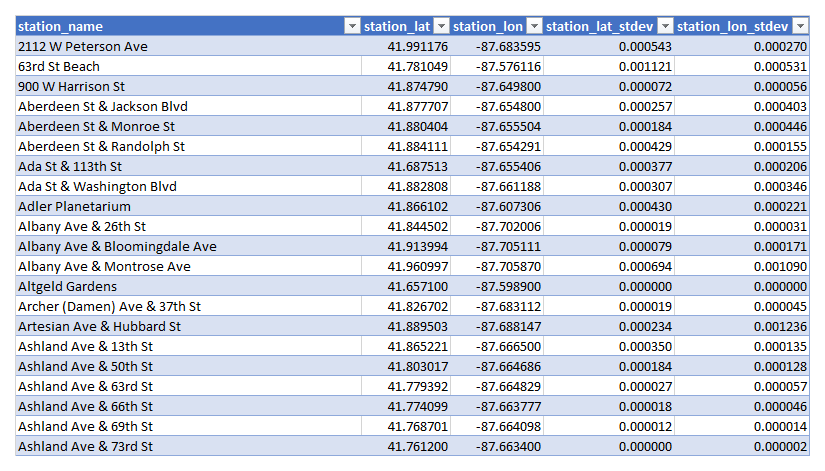 station_name station_lat station_lon station_lat_stdev station_lon_stdev
2112 W Peterson Ave 41.991176 -87.683595 0.000543 0.000270
63rd St Beach 41.781049 -87.576116 0.001121 0.000531
900 W Harrison St 41.874790 -87.649800 0.000072 0.000056
Aberdeen St & Jackson Blvd 41.877707 -87.654800 0.000257 0.000403
Aberdeen St & Monroe St 41.880404 -87.655504 0.000184 0.000446
Aberdeen St & Randolph St 41.884111 -87.654291 0.000429 0.000155
Ada St & 113th St 41.687513 -87.655406 0.000377 0.000206
Ada St & Washington Blvd 41.882808 -87.661188 0.000307 0.000346
Adler Planetarium 41.866102 -87.607306 0.000430 0.000221
Albany Ave & 26th St 41.844502 -87.702006 0.000019 0.000031
Albany Ave & Bloomingdale Ave 41.913994 -87.705111 0.000079 0.000171
Albany Ave & Montrose Ave 41.960997 -87.705870 0.000694 0.001090
Altgeld Gardens 41.657100 -87.598900 0.000000 0.000000
Archer (Damen) Ave & 37th St 41.826702 -87.683112 0.000019 0.000045
Artesian Ave & Hubbard St 41.889503 -87.688147 0.000234 0.001236
Ashland Ave & 13th St 41.865221 -87.666500 0.000350 0.000135
Ashland Ave & 50th St 41.803017 -87.664686 0.000184 0.000128
Ashland Ave & 63rd St 41.779392 -87.664829 0.000027 0.000057
Ashland Ave & 66th St 41.774099 -87.663777 0.000018 0.000046
Ashland Ave & 69th St 41.768701 -87.664098 0.000012 0.000014
Ashland Ave & 73rd St 41.761200 -87.663400 0.000000 0.000002